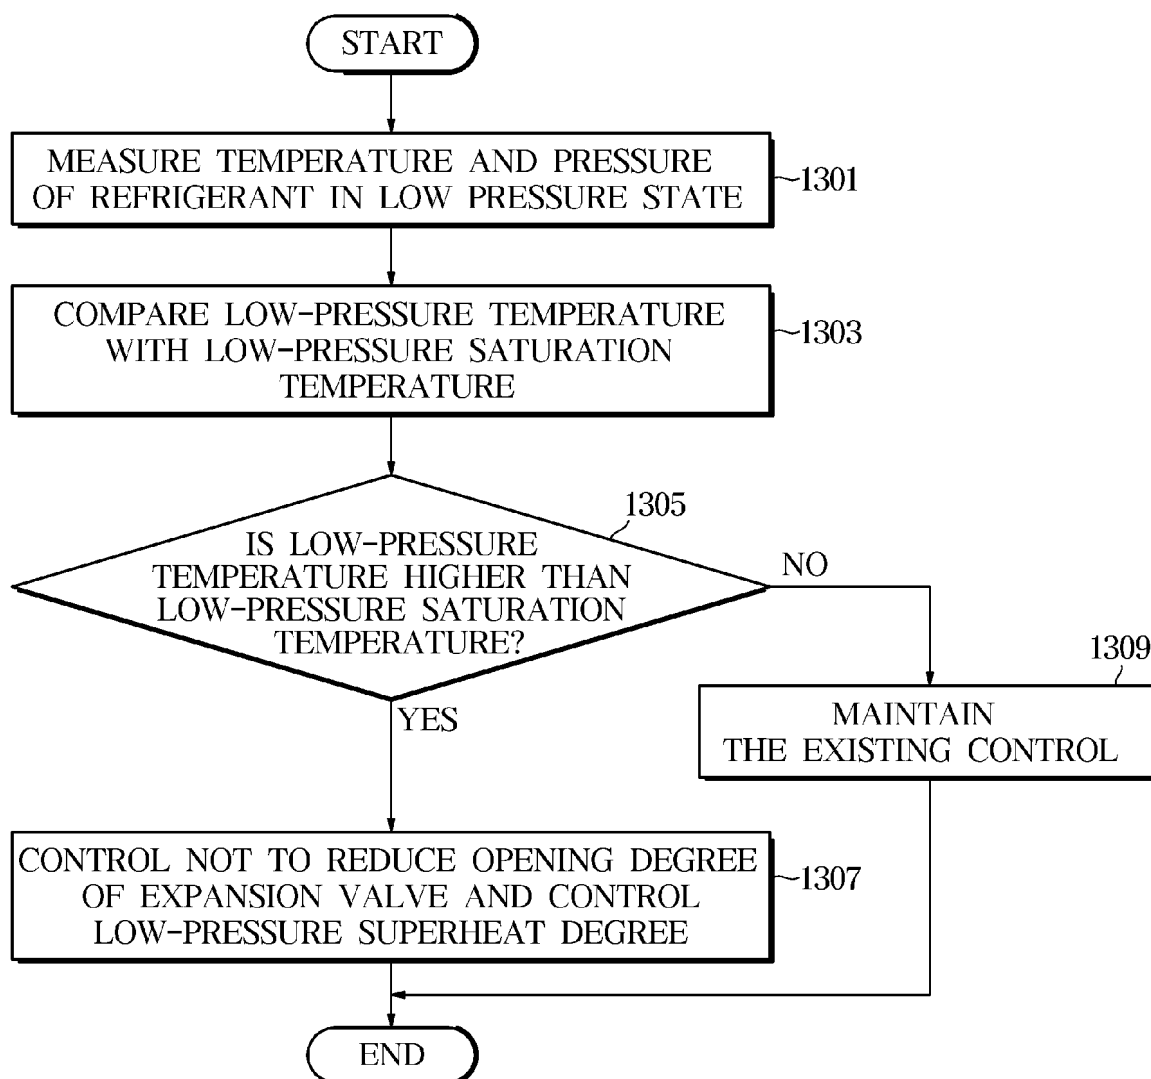 START
MEASURE TEMPERATURE AND PRESSURE
OF REFRIGERANT IN LOW PRESSURE STATE
1301
COMPARE LOW-PRESSURE TEMPERATURE
WITH LOW-PRESSURE SATURATION
TEMPERATURE
1303
1305
IS LOW-PRESSURE
TEMPERATURE HIGHER THAN
LOW-PRESSURE SATURATION
TEMPERATURE?
NO
YES
1309
MAINTAIN
THE EXISTING CONTROL
CONTROL NOT TO REDUCE OPENING DEGREE
OF EXPANSION VALVE AND CONTROL
LOW-PRESSURE SUPERHEAT DEGREE
1307
END